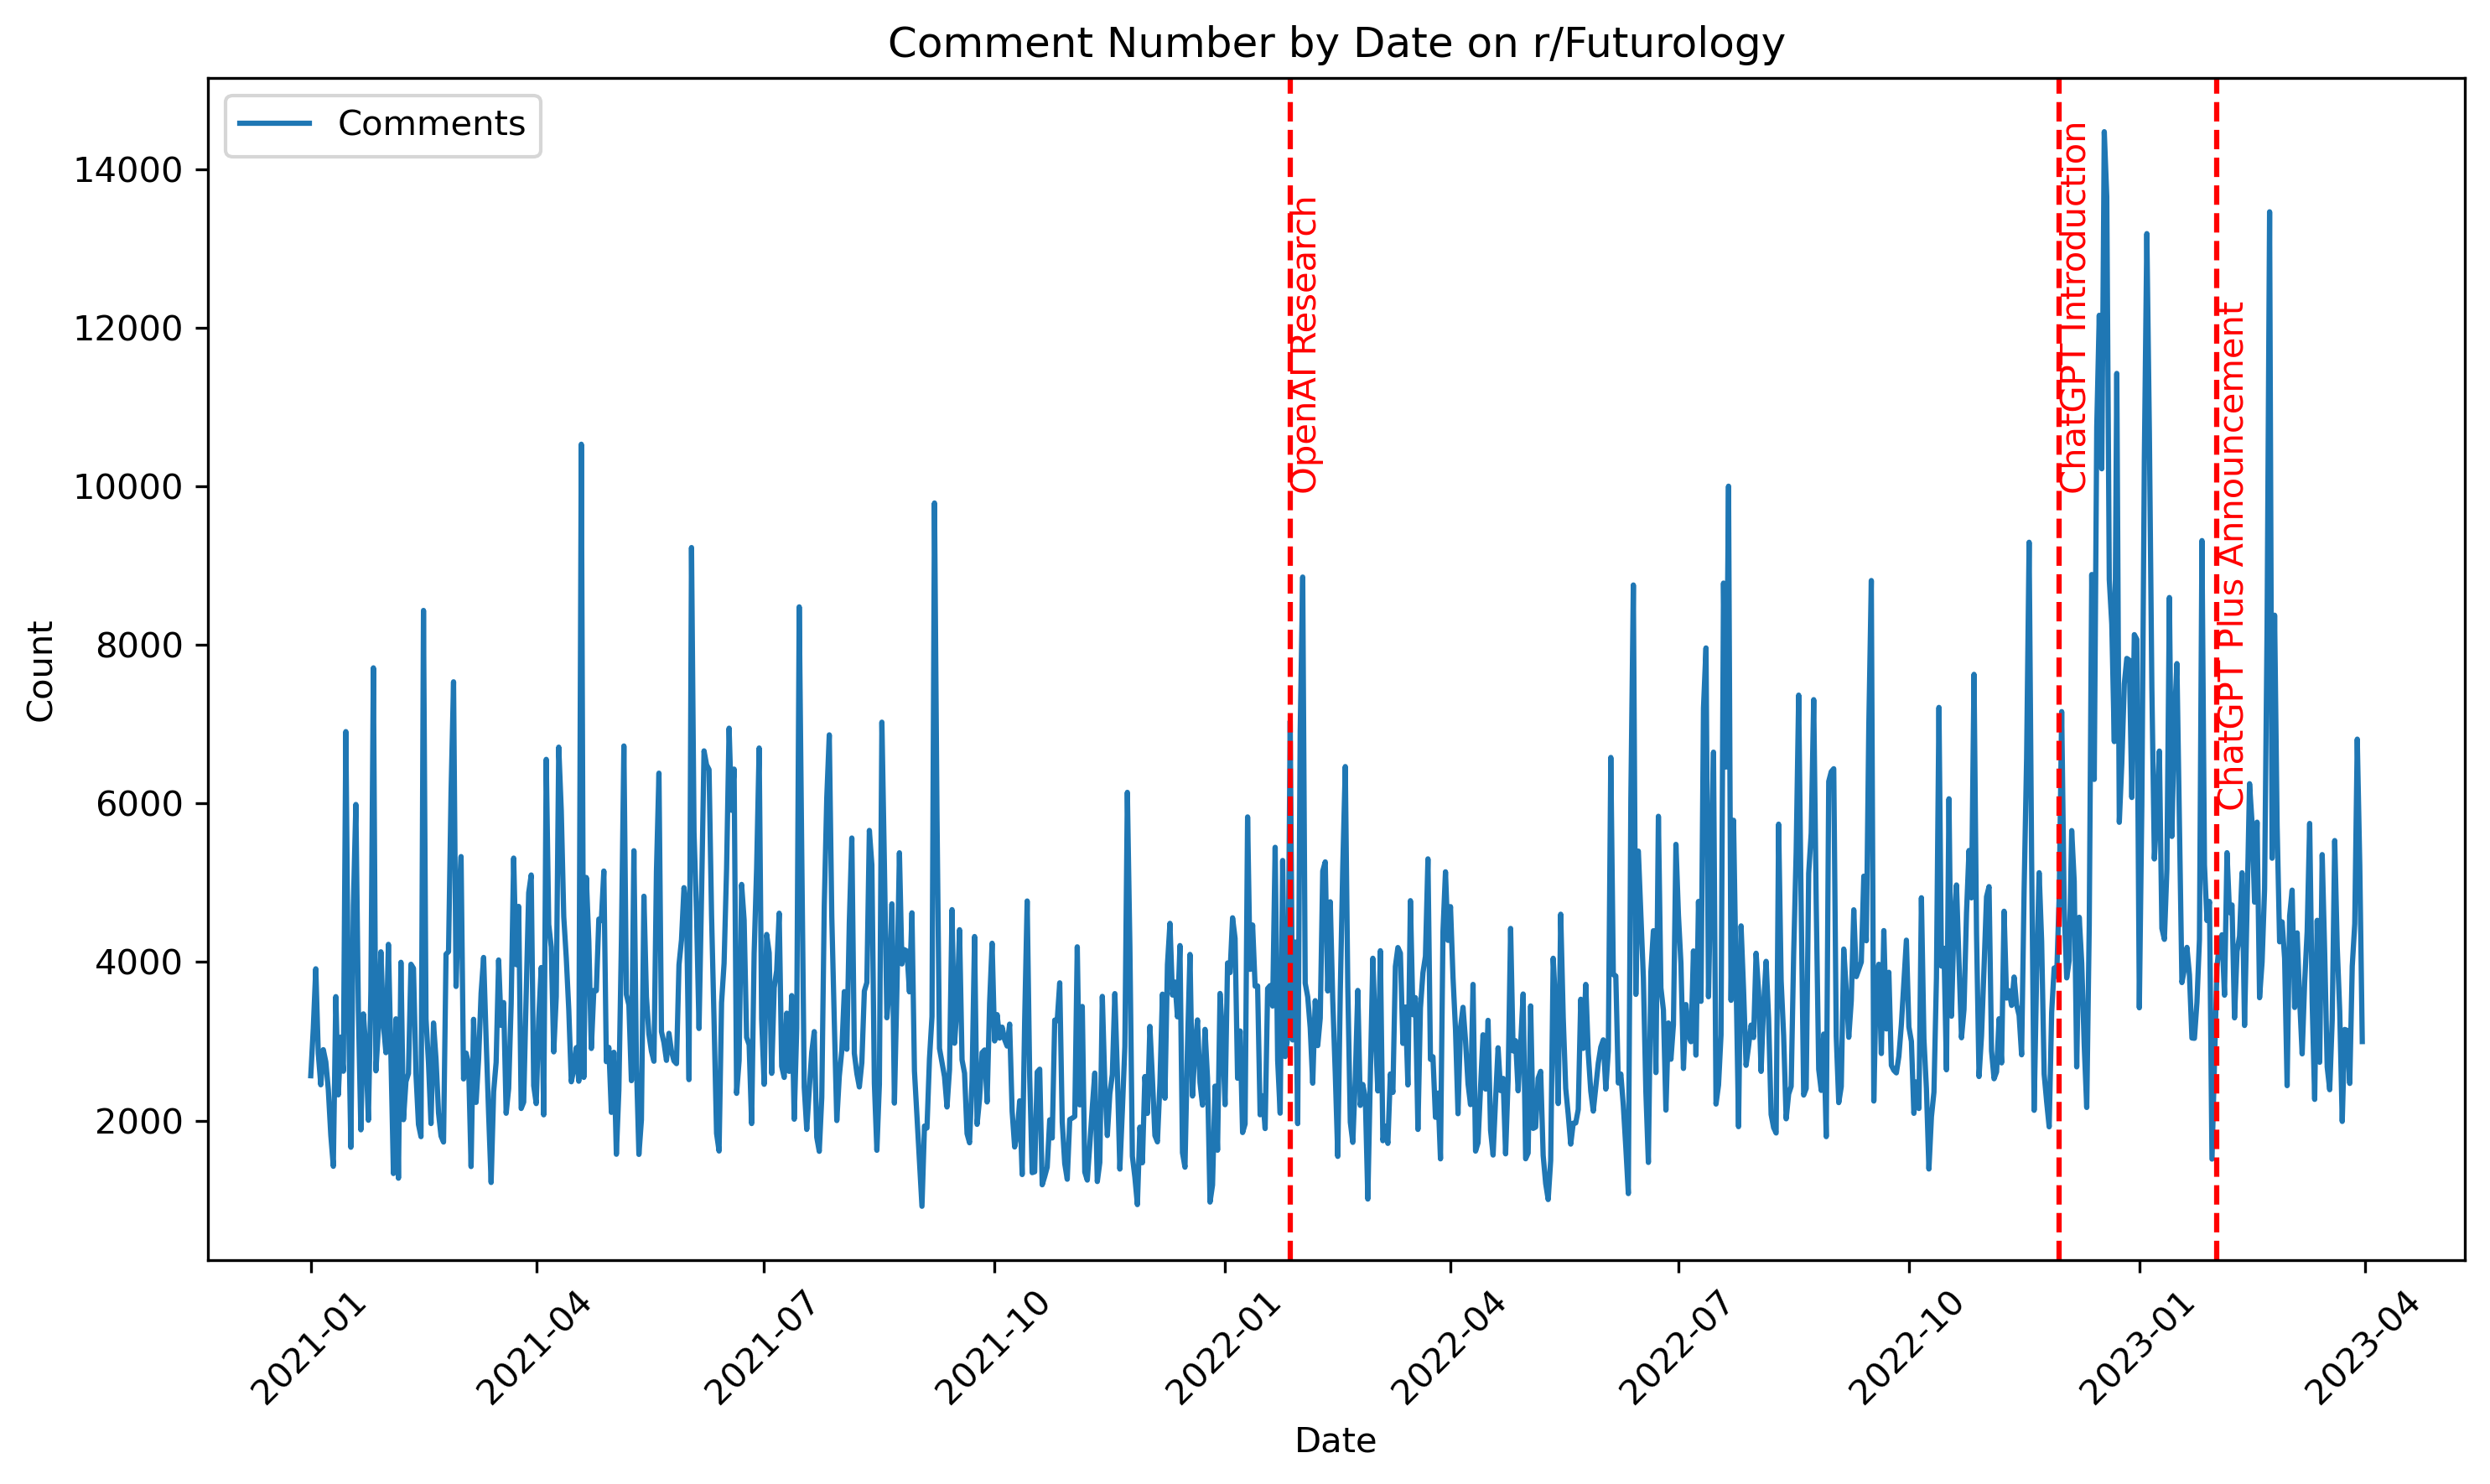 Comment Number by Date on r/Futurology
Comments
14000
12000
10000
8000
6000
4000
2000
Count
OpenAI Research
ChatGPT Introduction
ChatGPT Plus Announcement
2021-01
2021-04
2021-07
2021-10
2022-01
2022-04
2022-07
2022-10
2023-01
2023-04
Date